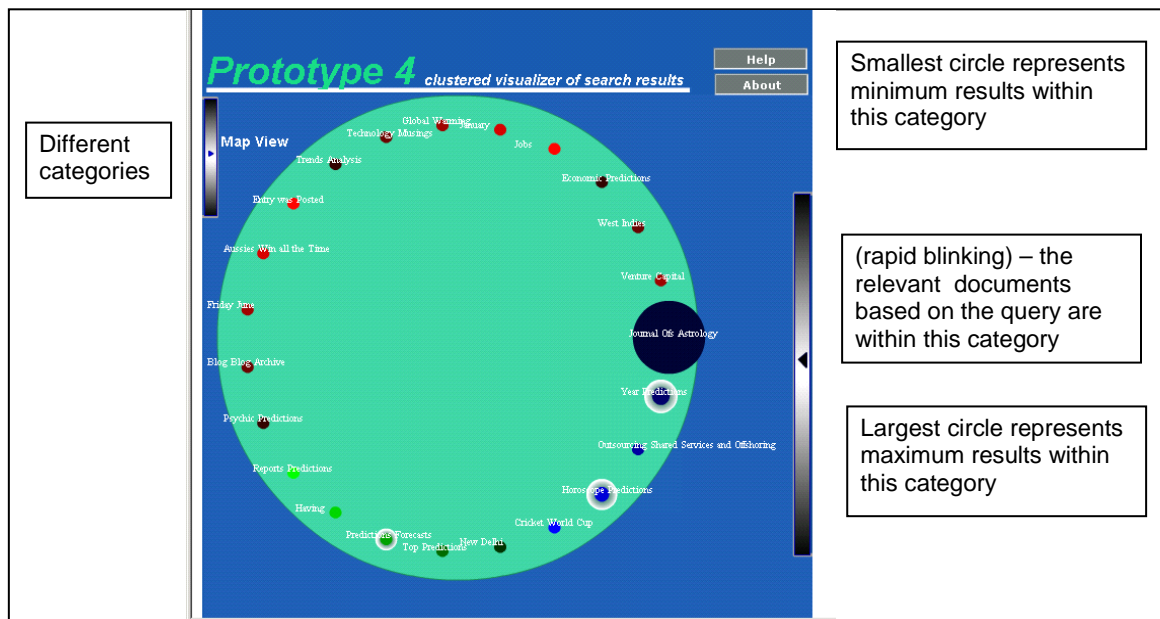 Prototype 4 clustered visualizer of search results
Help
About
Map View
Different
categories
Global Warming
January
Technology Musings
Jobs
Trends Analysis
Economic Predictions
Entry was Posted
West Indies
Aussies Win all the Time
Venture Capital
Friday June
Journal Ofs Astrology
Blog Blog Archive
Year Predictions
Psychic Predictions
Outsourcing Shared Services and Offshoring
Reports Predictions
Horoscope Predictions
Having
Cricket World Cup
Predictions Forecasts
New Delhi
Top Predictions
Smallest circle represents
minimum results within
this category
(rapid blinking) – the
relevant documents
based on the query are
within this category
Largest circle represents
maximum results within
this category